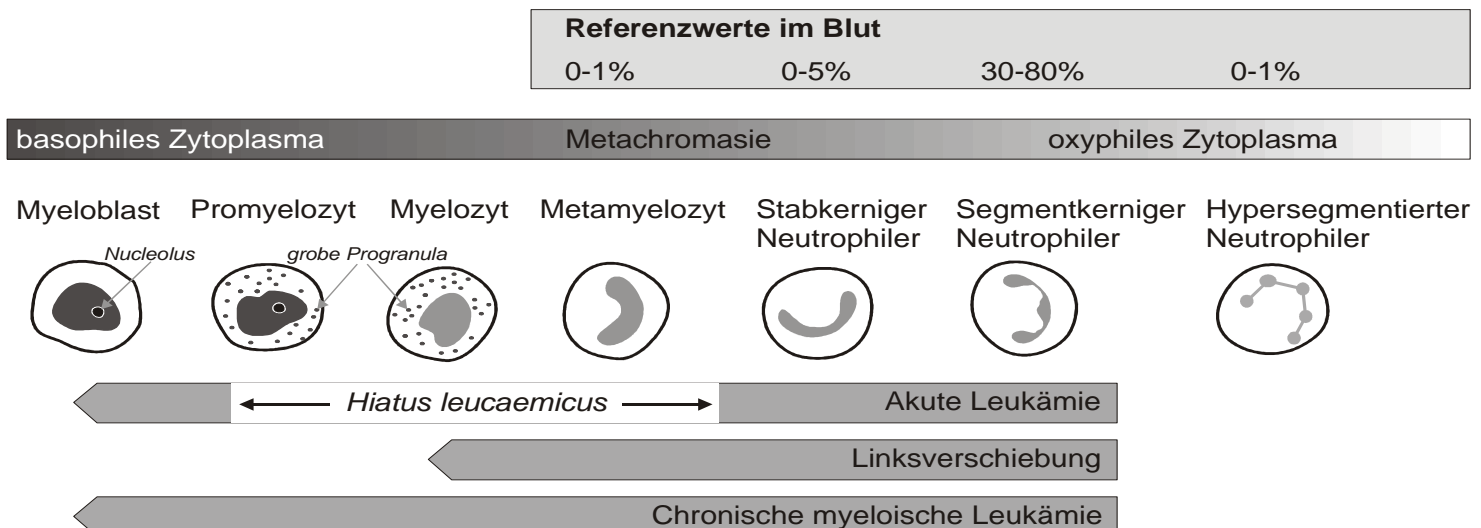 Referenzwerte im Blut
0-1% 0-5% 30-80% 0-1%
basophiles Zytoplasma Metachromasie oxyphiles Zytoplasma
Myeloblast Promyelozyt Myelozyt Metamyelozyt Stabkerniger Segmentkerniger Hypersegmentierter
Neutrophiler Neutrophiler Neutrophiler
Nucleolus grobe Progranula
Hiatus leucaemicus Akute Leukämie
Linksverschiebung
Chronische myeloische Leukämie